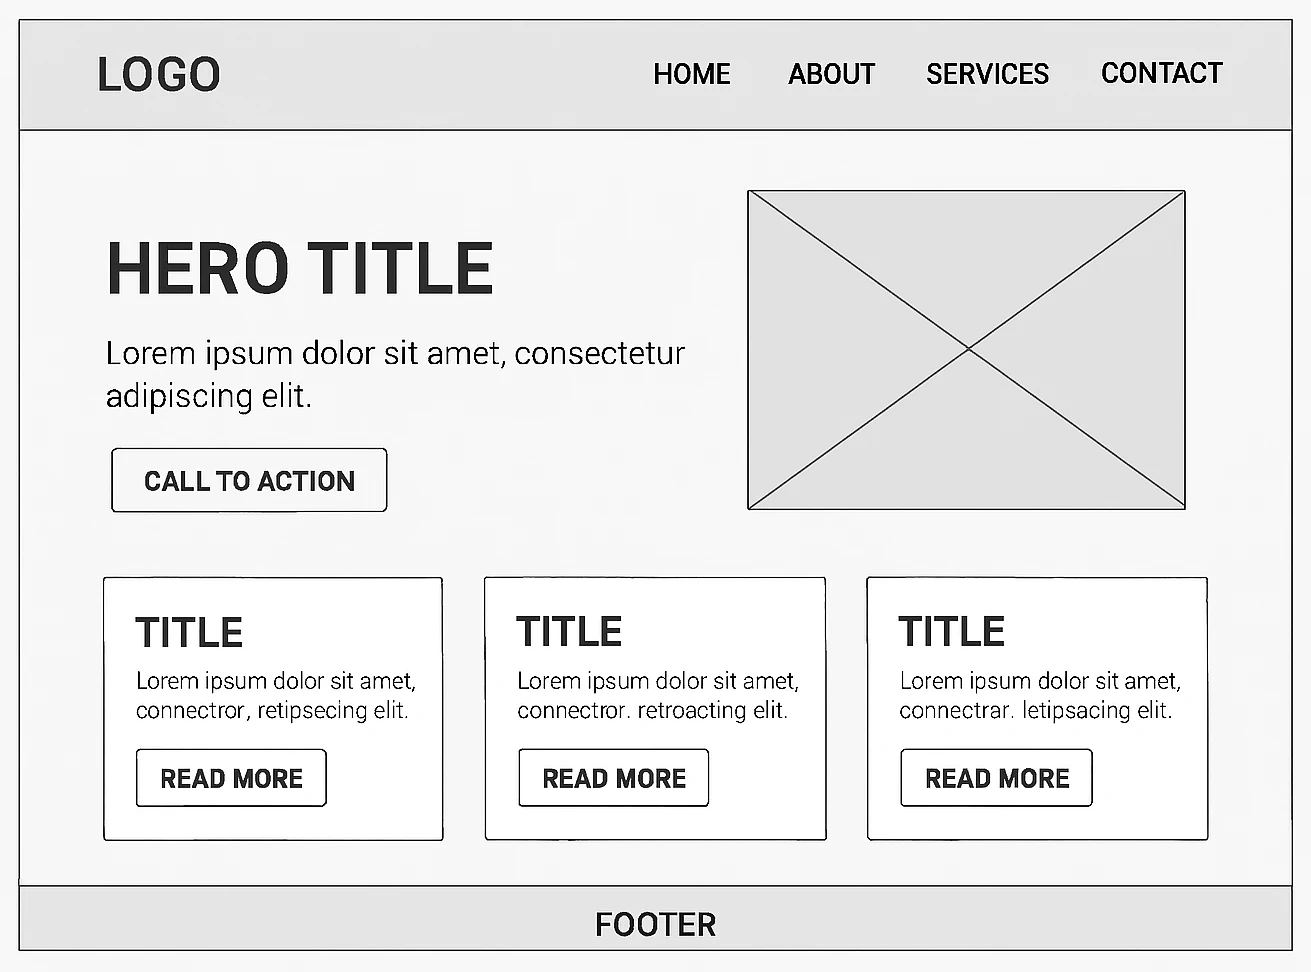 LOGO
HOME ABOUT SERVICES CONTACT
HERO TITLE
Lorem ipsum dolor sit amet, consectetur
adipiscing elit.
CALL TO ACTION
TITLE
Lorem ipsum dolor sit amet,
connectror, retipsecing elit.
READ MORE
TITLE
Lorem ipsum dolor sit amet,
connectror. retroacting elit.
READ MORE
TITLE
Lorem ipsum dolor sit amet,
connectrar. letipsacing elit.
READ MORE
FOOTER